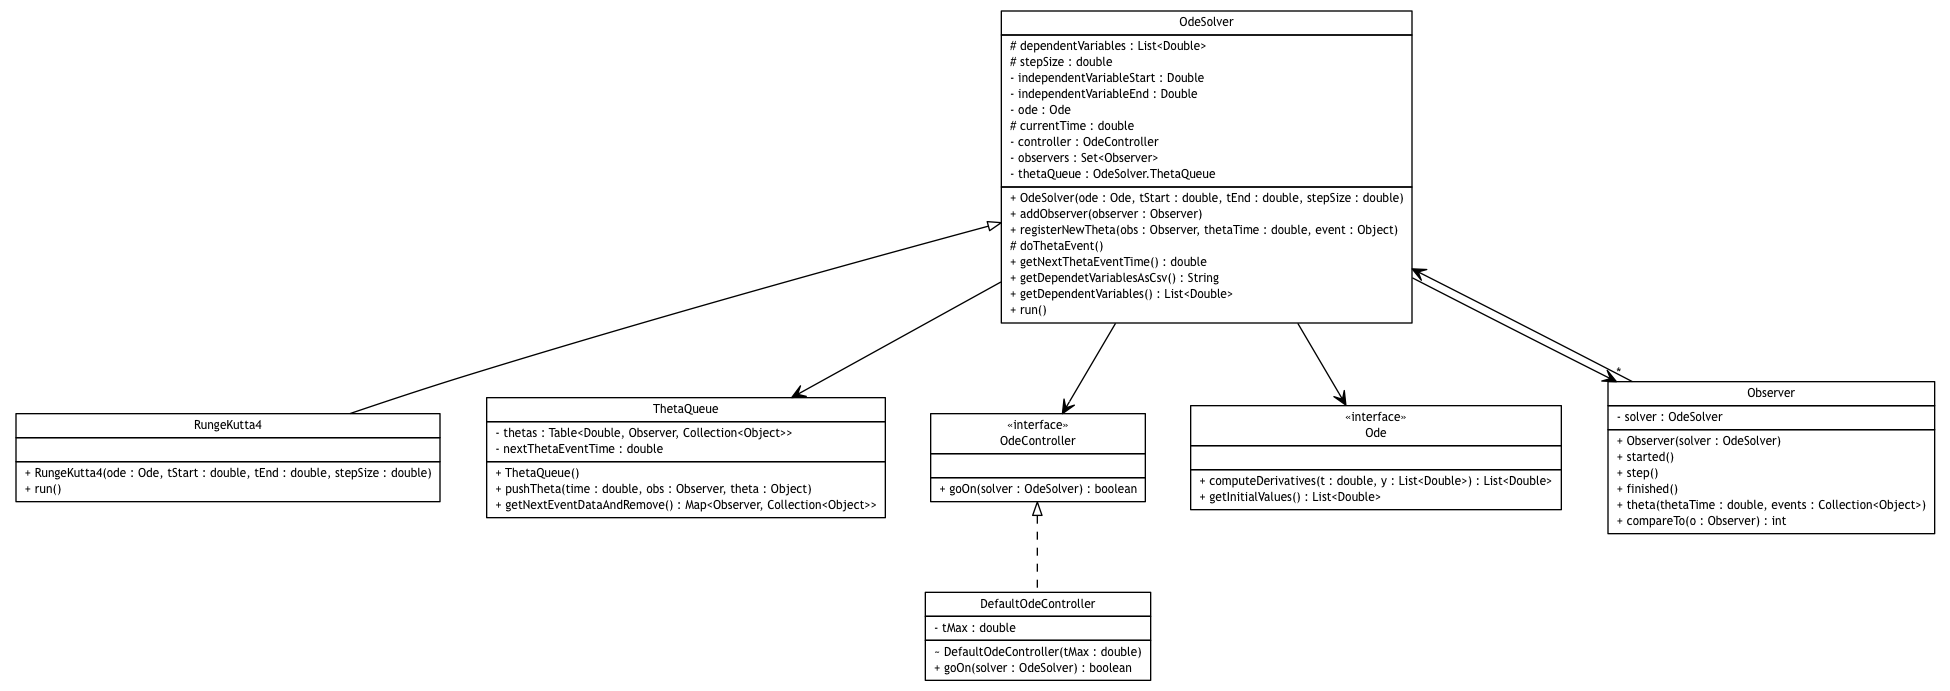 OdeSolver
# dependentVariables : List<Double>
# stepSize : double
- independentVariableStart : Double
- independentVariableEnd : Double
- ode : Ode
# currentTime : double
- controller : OdeController
- observers : Set<Observer>
- thetaQueue : OdeSolver.ThetaQueue
+ OdeSolver(ode : Ode, tStart : double, tEnd : double, stepSize : double)
+ addObserver(observer : Observer)
+ registerNewTheta(obs : Observer, thetaTime : double, event : Object)
# doThetaEvent()
+ getNextThetaEventTime() : double
+ getDependetVariablesAsCsv() : String
+ getDependentVariables() : List<Double>
+ run()
RungeKutta4
+ RungeKutta4(ode : Ode, tStart : double, tEnd : double, stepSize : double)
+ run()
ThetaQueue
- thetas : Table<Double, Observer, Collection<Object>>
- nextThetaEventTime : double
+ ThetaQueue()
+ pushTheta(time : double, obs : Observer, theta : Object)
+ getNextEventDataAndRemove() : Map<Observer, Collection<Object>>
«interface»
OdeController
+ goOn(solver : OdeSolver) : boolean
«interface»
Ode
+ computeDerivatives(t : double, y : List<Double>) : List<Double>
+ getInitialValues() : List<Double>
*
Observer
- solver : OdeSolver
+ Observer(solver : OdeSolver)
+ started()
+ step()
+ finished()
+ theta(thetaTime : double, events : Collection<Object>)
+ compareTo(o : Observer) : int
DefaultOdeController
- tMax : double
~ DefaultOdeController(tMax : double)
+ goOn(solver : OdeSolver) : boolean